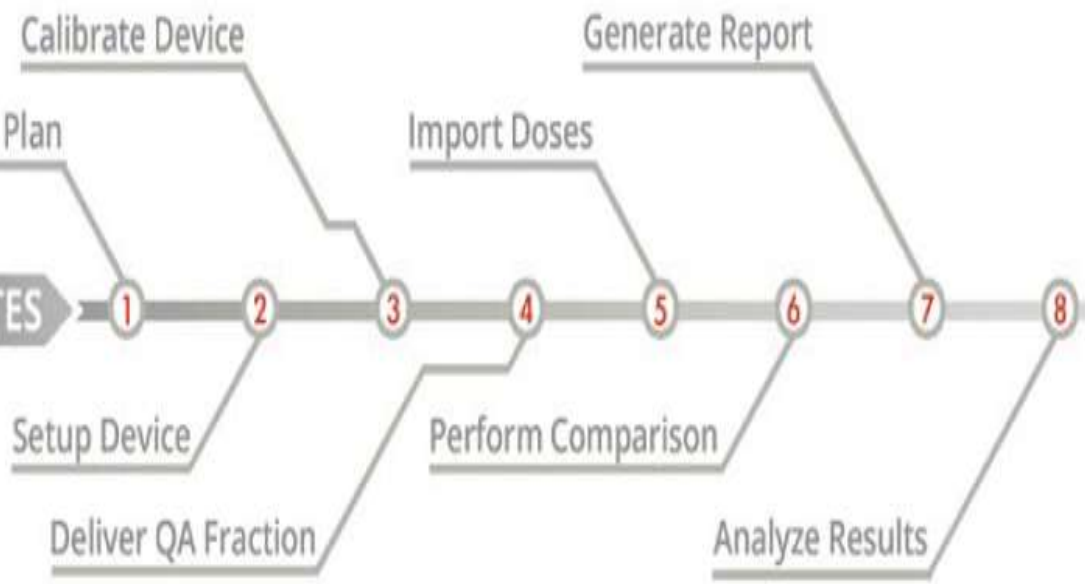 Calibrate Device
Generate Report
Plan
Import Doses
TES
1
2
3
4
5
6
7
8
Setup Device
Perform Comparison
Deliver QA Fraction
Analyze Results